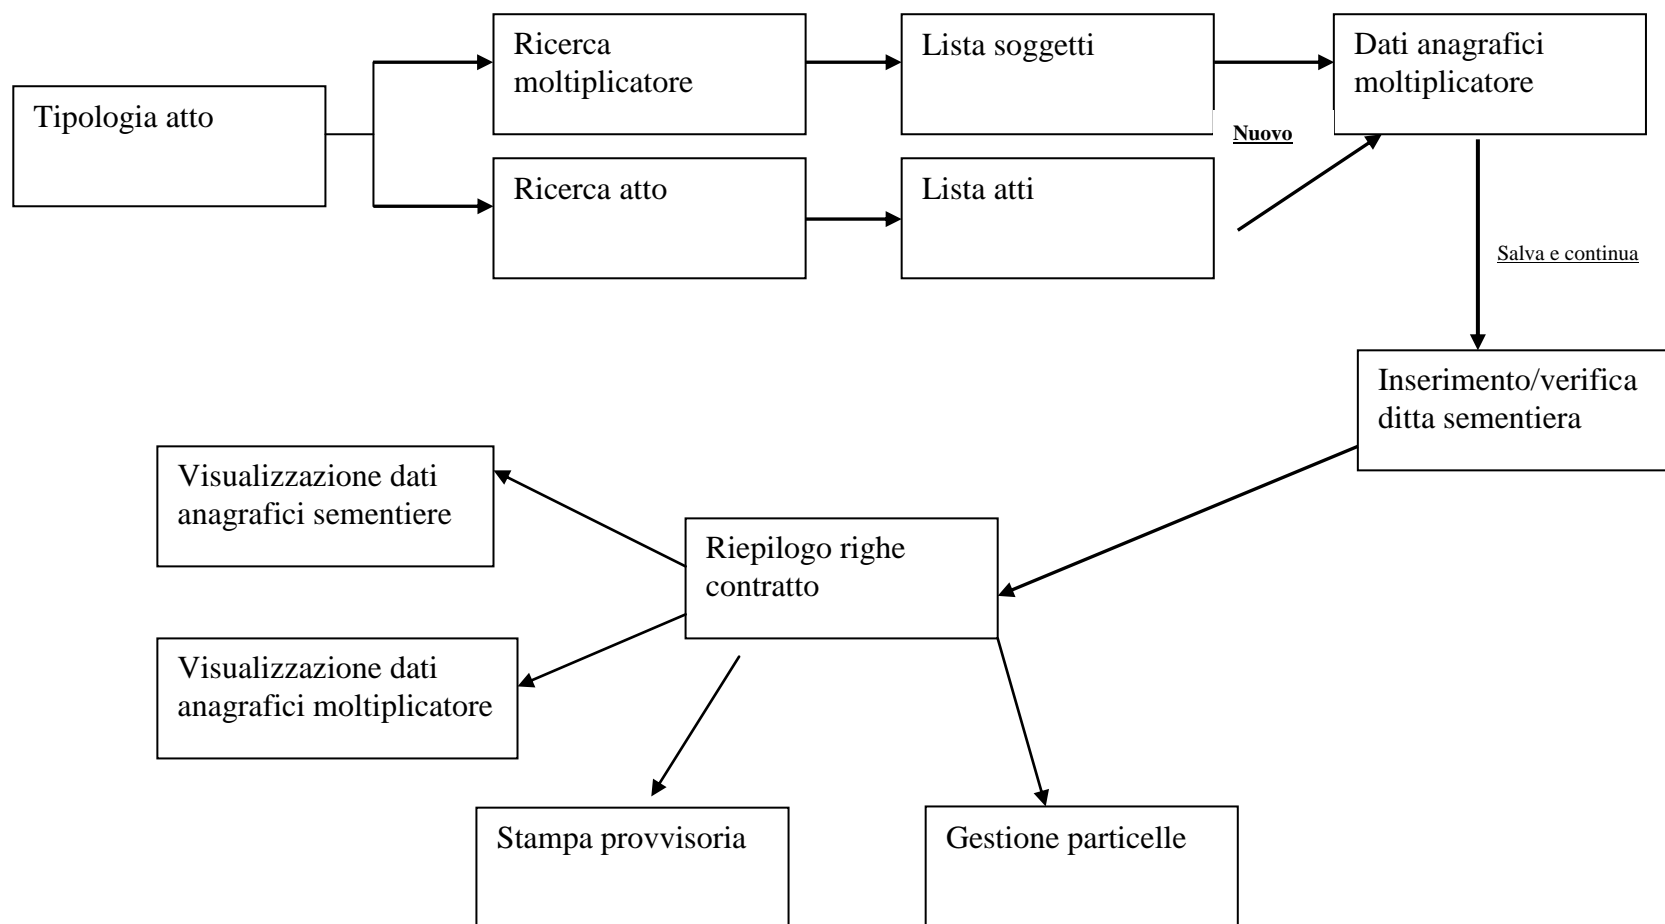 Tipologia atto
Ricerca
moltiplicatore
Lista soggetti
Dati anagrafici
moltiplicatore
Nuovo
Ricerca atto
Lista atti
Salva e continua
Inserimento/verifica
ditta sementiera
Visualizzazione dati
anagrafici sementiere
Riepilogo righe
contratto
Visualizzazione dati
anagrafici moltiplicatore
Stampa provvisoria
Gestione particelle